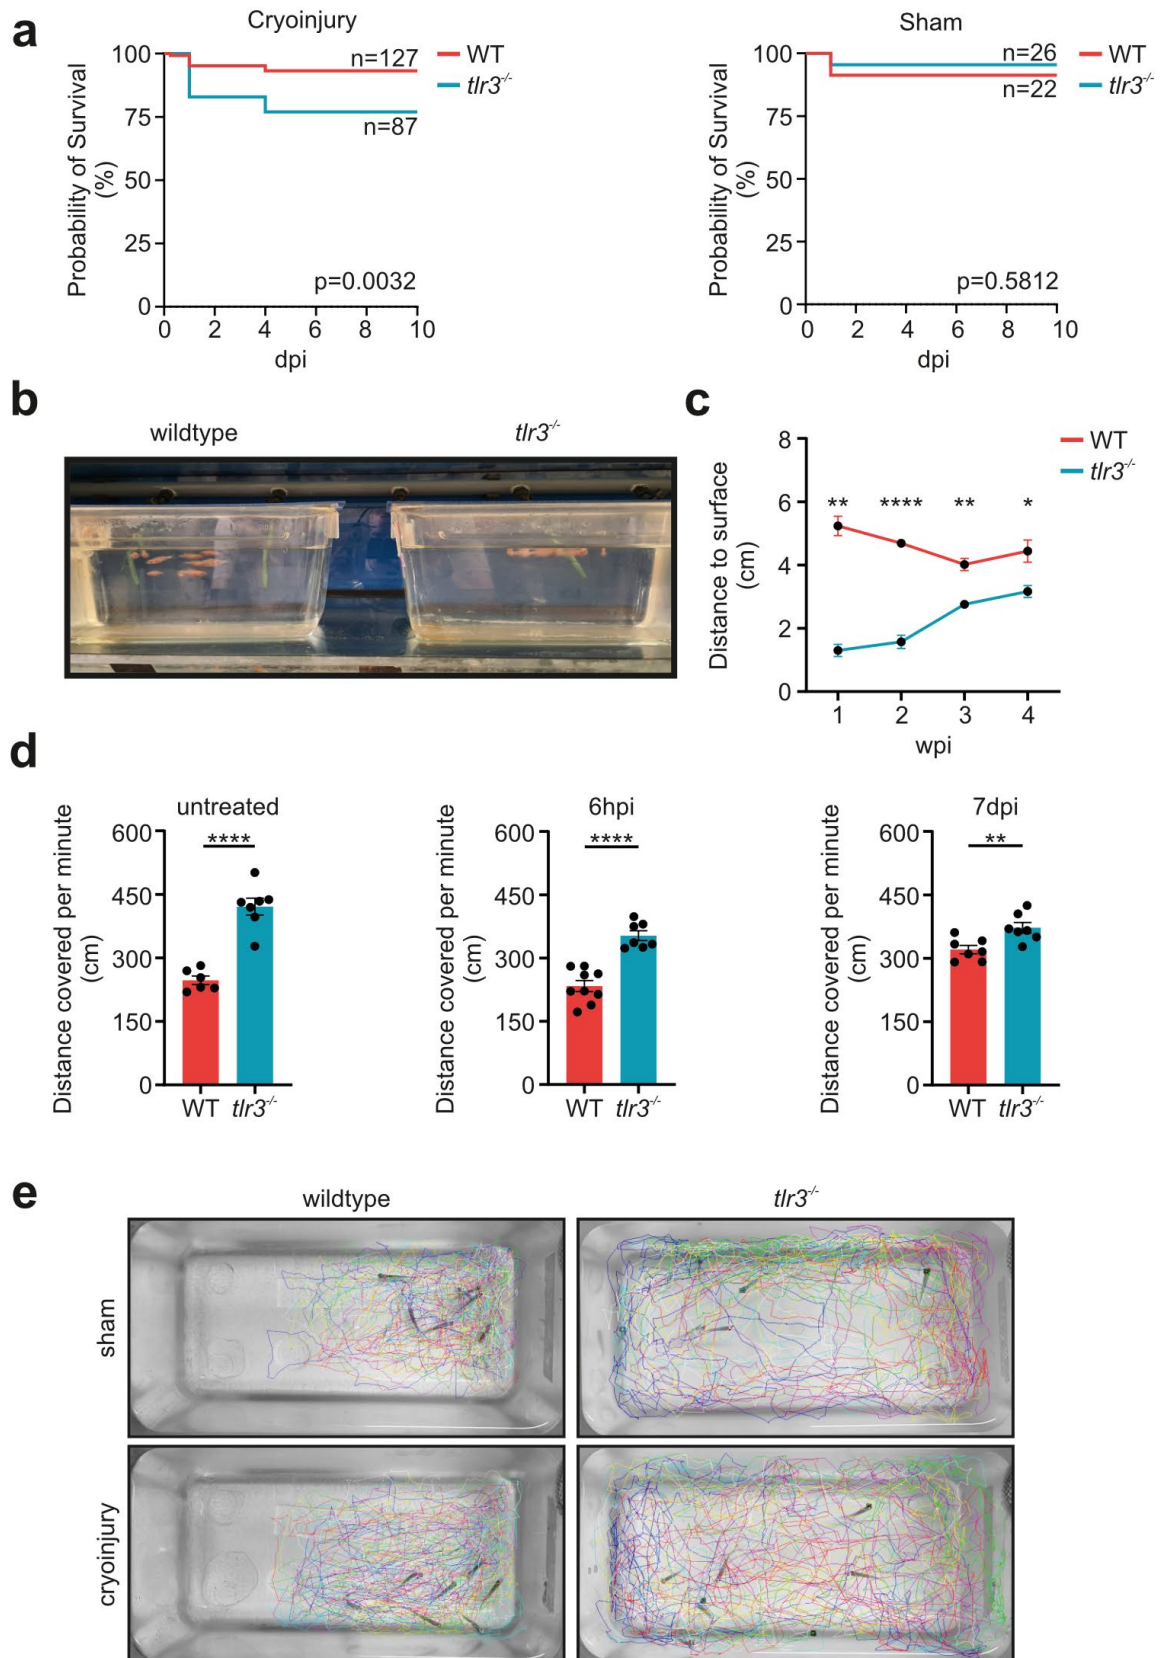 a
Cryoinjury
Probability of Survival
(%)
100
75
50
25
0
0 2 4 6 8 10
dpi
n=127
n=87
p=0.0032
WT
tlr3-/-
Sham
Probability of Survival
(%)
100
75
50
25
0
0 2 4 6 8 10
dpi
n=26
n=22
p=0.5812
WT
tlr3-/-
b
wildtype
tlr3-/-
c
Distance to surface
(cm)
8
6
4
2
0
** **** ** *
1 2 3 4
wpi
WT
tlr3-/-
d
untreated
Distance covered per minute
(cm)
600
450
300
150
0
****
WT tlr3-/-
6hpi
Distance covered per minute
(cm)
600
450
300
150
0
****
WT tlr3-/-
7dpi
Distance covered per minute
(cm)
600
450
300
150
0
**
WT tlr3-/-
e
wildtype
tlr3-/-
sham
cryoinjury